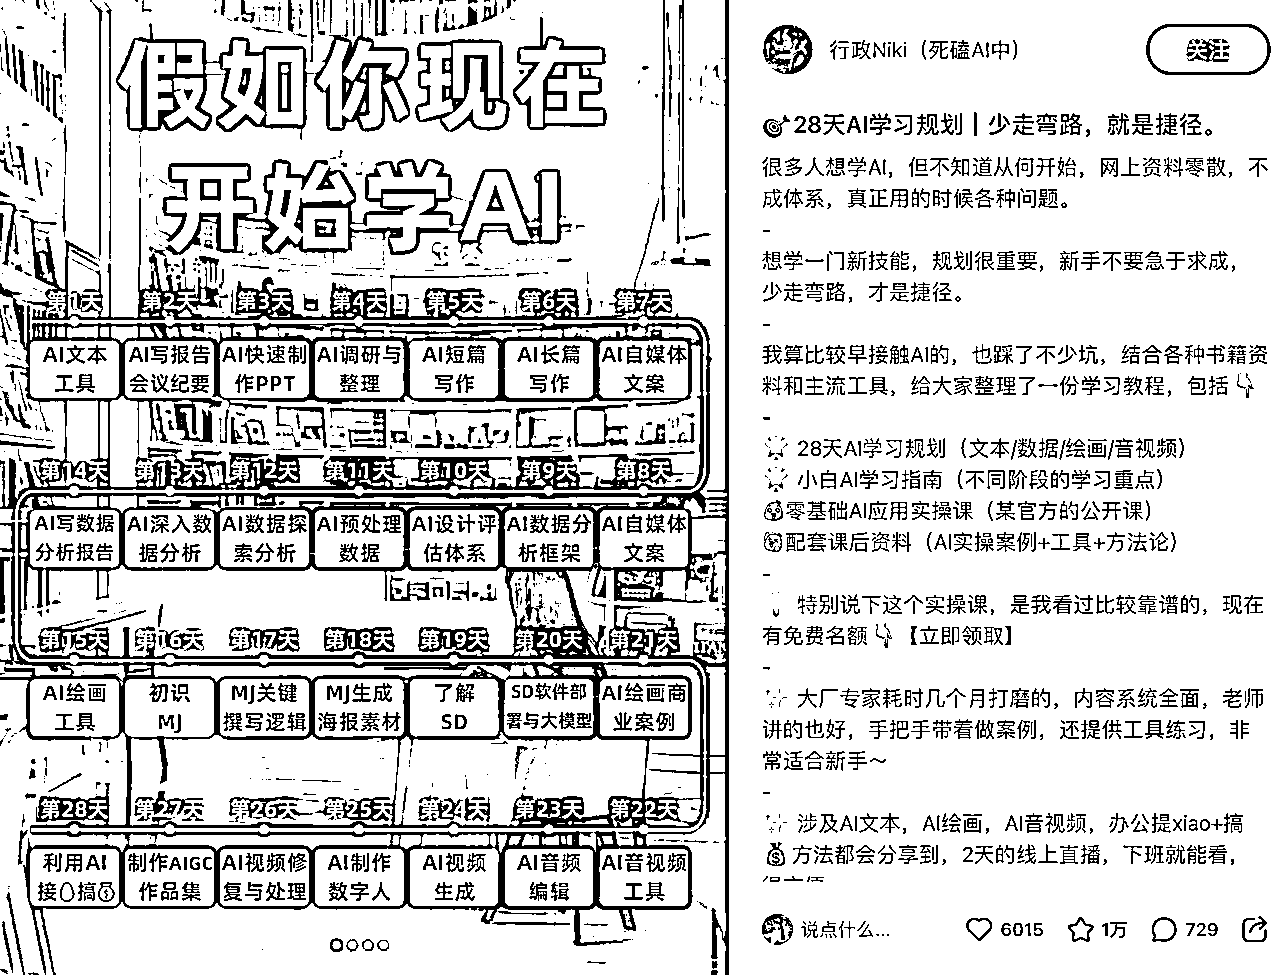 假如你现在
开始学AI
第1天 第2天 第3天 第4天 第5天 第6天 第7天
AI文本工具 AI写报告会议纪要 AI快速制作PPT AI调研与整理 AI短篇写作 AI长篇写作 AI自媒体文案
第14天 第13天 第12天 第11天 第10天 第9天 第8天
AI写数据分析报告 AI深入数据分析 AI数据探索分析 AI预处理数据 AI设计评估体系 AI数据分析框架 AI自媒体文案
第15天 第16天 第17天 第18天 第19天 第20天 第21天
AI绘画工具 初识MJ MJ关键撰写逻辑 MJ生成海报素材 了解SD SD软件部署与大模型 AI绘画商业案例
第28天 第27天 第26天 第25天 第24天 第23天 第22天
利用AI接搞 制作AIGC作品集 AI视频修复与处理 AI制作数字人 AI视频生成 AI音频编辑 AI音视频工具
行政Niki（死磕AI中）
关注
28天AI学习规划｜少走弯路，就是捷径。
很多人想学AI，但不知道从何开始，网上资料零散，不
成体系，真正用的时候各种问题。
-
想学一门新技能，规划很重要，新手不要急于求成，
少走弯路，才是捷径。
-
我算比较早接触AI的，也踩了不少坑，结合各种书籍资
料和主流工具，给大家整理了一份学习教程，包括👇
-
28天AI学习规划（文本/数据/绘画/音视频）
小白AI学习指南（不同阶段的学习重点）
零基础AI应用实操课（某官方的公开课）
配套课后资料（AI实操案例+工具+方法论）
-
特别说下这个实操课，是我看过比较靠谱的，现在
有免费名额👇【立即领取】
-
大厂专家耗时几个月打磨的，内容系统全面，老师
讲的也好，手把手带着做案例，还提供工具练习，非
常适合新手～
-
涉及AI文本，AI绘画，AI音视频，办公提xiao+搞
💰方法都会分享到，2天的线上直播，下班就能看，
说点什么... 6015 1万 729